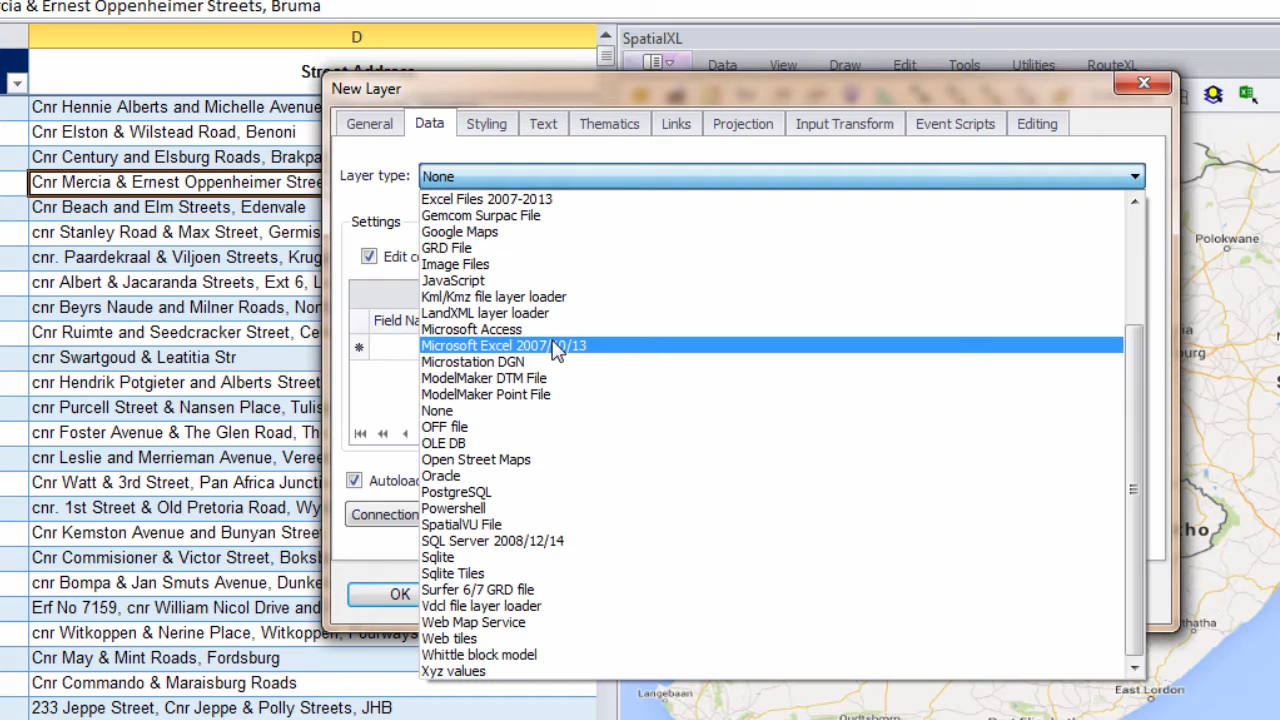 rcia & Ernest Oppenheimer Streets, Bruma
D
Street Address
Cnr Hennie Alberts and Michelle Avenue
Cnr Elston & Wilstead Road, Benoni
Cnr Century and Elsburg Roads, Brakpa
Cnr Mercia & Ernest Oppenheimer Stree
Cnr Beach and Elm Streets, Edenvale
cnr Stanley Road & Max Street, Germis
cnr. Paardekraal & Viljoen Streets, Krug
cnr Albert & Jacaranda Streets, Ext 6, L
cnr Beyrs Naude and Milner Roads, Nor
Cnr Ruimte and Seedcracker Street, Ce
cnr Swartgoud & Leatitia Str
cnr Hendrik Potgieter and Schoeman
cnr Purcell Street & Nansen Place, Tulis
cnr Foster Avenue & The Glen Road, Th
cnr Leslie and Merrieman Avenue, Veree
Cnr Watt & 3rd Street, Pan Africa Juncti
cnr. 1st Street & Old Pretoria Road, Wy
cnr Kemston Avenue and Bunyan Stree
Cnr Commisioner & Victor Street, Boksb
cnr Bompa & Jan Smuts Avenue, Dunke
Erf No 7159, cnr William Nicol Drive and
cnr Witkoppen & Nerine Place, Witkoppen, Fourways
Cnr May & Mint Roads, Fordsburg
Cnr Commando & Maraisburg Roads
233 Jeppe Street, Cnr Jeppe & Polly Streets, JHB
SpatialXL
Data View Draw Edit Tools Utilities RouteXL
New Layer
General Data Styling Text Thematics Links Projection Input Transform Event Scripts Editing
Layer type: None
Settings
Edit co
Field Na
Autoloa
Connection
OK
Excel Files 2007-2013
Gemcom Surpac File
Google Maps
GRD File
Image Files
JavaScript
Kml/Kmz file layer loader
LandXML layer loader
Microsoft Access
Microsoft Excel 2007/10/13
Microstation DGN
ModelMaker DTM File
ModelMaker Point File
None
OFF file
OLE DB
Open Street Maps
Oracle
PostgreSQL
Powershell
SpatialVU File
SQL Server 2008/12/14
Sqlite
Sqlite Tiles
Surfer 6/7 GRD file
Vdcl file layer loader
Web Map Service
Web tiles
Whittle block model
Xyz values
Polokwane
urg
ho
hatha
Langebaan
East London